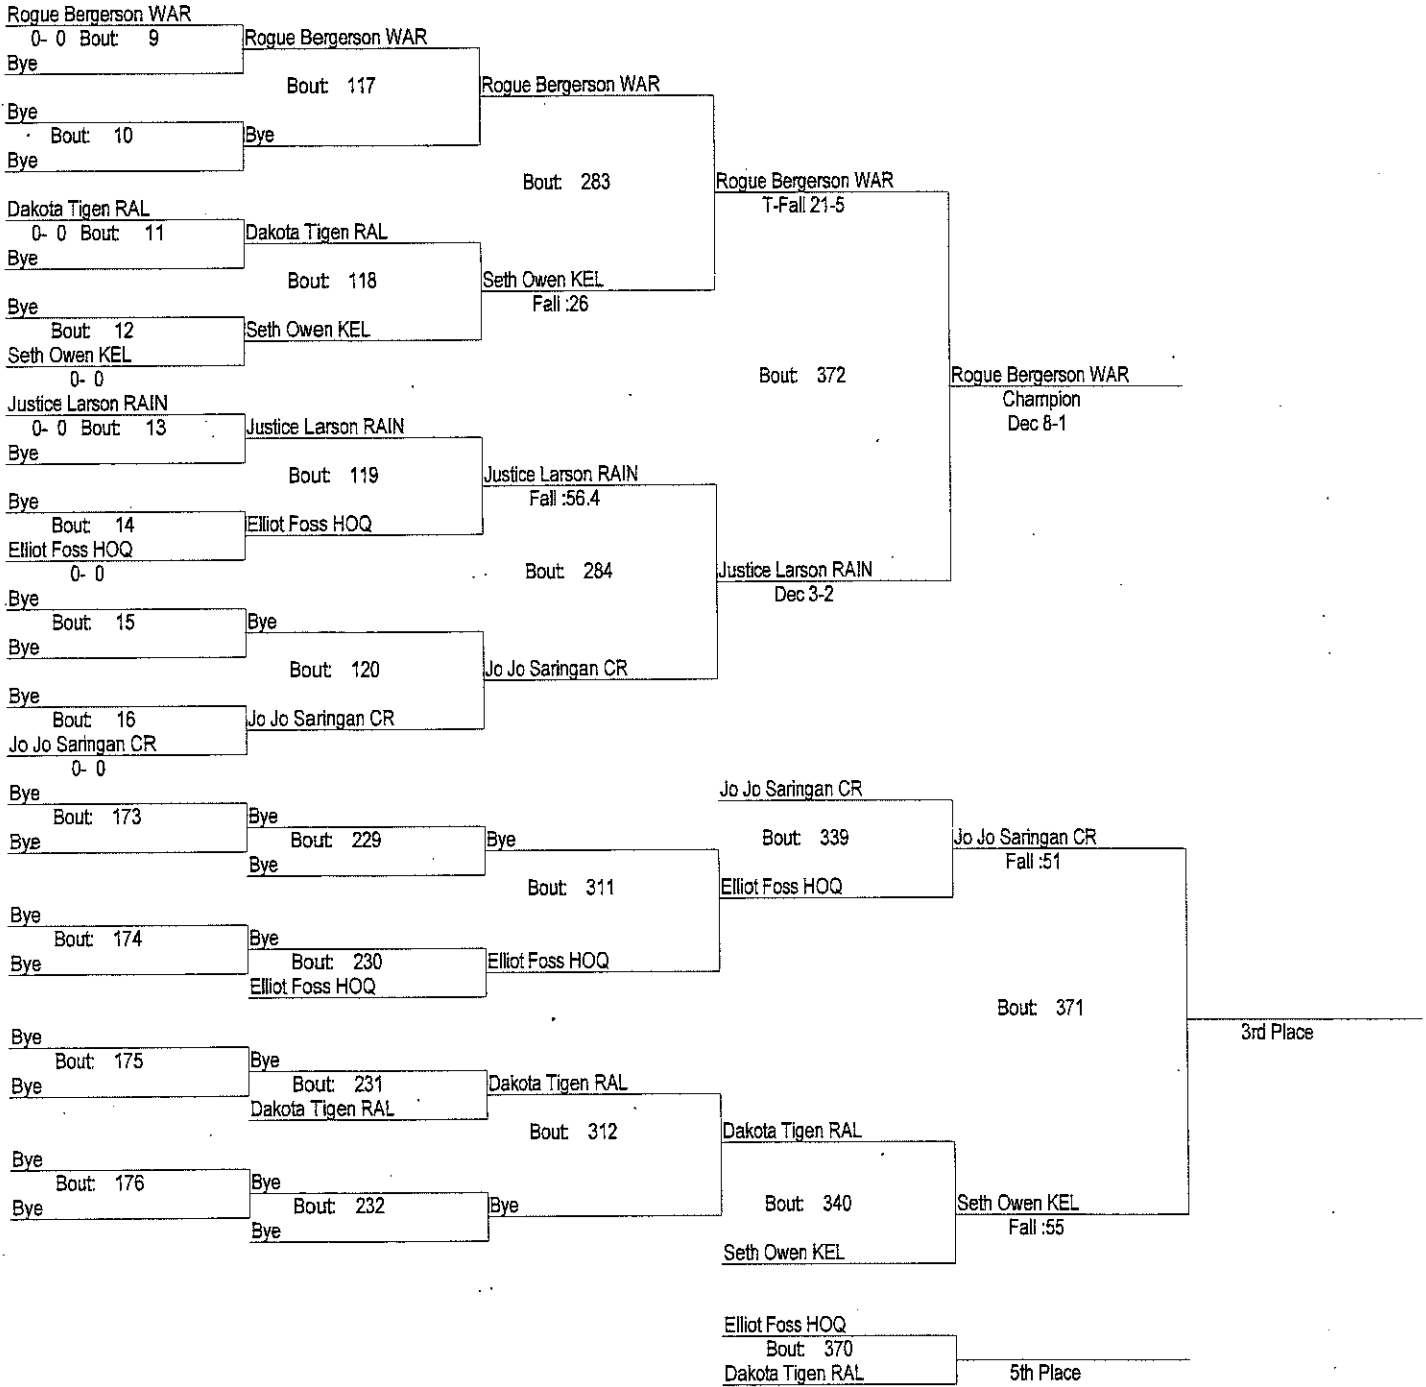 Rogue Bergerson WAR
0- 0 Bout: 9
Bye
Rogue Bergerson WAR
Bout: 117
Rogue Bergerson WAR
Bye
Bout: 10
Bye
Bye
Bout: 283
Rogue Bergerson WAR
T-Fall 21-5
Dakota Tigen RAL
0- 0 Bout: 11
Bye
Dakota Tigen RAL
Bout: 118
Seth Owen KEL
Fall :26
Bye
Bout: 12
Seth Owen KEL
0- 0
Seth Owen KEL
Bout: 372
Rogue Bergerson WAR
Champion
Dec 8-1
Justice Larson RAIN
0- 0 Bout: 13
Bye
Justice Larson RAIN
Bout: 119
Justice Larson RAIN
Fall :56.4
Bye
Bout: 14
Elliot Foss HOQ
0- 0
Elliot Foss HOQ
Bout: 284
Justice Larson RAIN
Dec 3-2
Bye
Bout: 15
Bye
Bye
Bout: 120
Jo Jo Saringan CR
Bye
Bout: 16
Jo Jo Saringan CR
0- 0
Jo Jo Saringan CR
Bye
Bout: 173
Bye
Bye
Bout: 229
Bye
Bye
Bout: 311
Jo Jo Saringan CR
Bout: 339
Elliot Foss HOQ
Jo Jo Saringan CR
Fall :51
Bye
Bout: 174
Bye
Bye
Bout: 230
Elliot Foss HOQ
Elliot Foss HOQ
Bout: 371
3rd Place
Bye
Bout: 175
Bye
Bye
Bout: 231
Dakota Tigen RAL
Dakota Tigen RAL
Bout: 312
Dakota Tigen RAL
Bout: 340
Seth Owen KEL
Seth Owen KEL
Fall :55
Bye
Bout: 176
Bye
Bye
Bout: 232
Bye
Bye
Elliot Foss HOQ
Bout: 370
Dakota Tigen RAL
5th Place